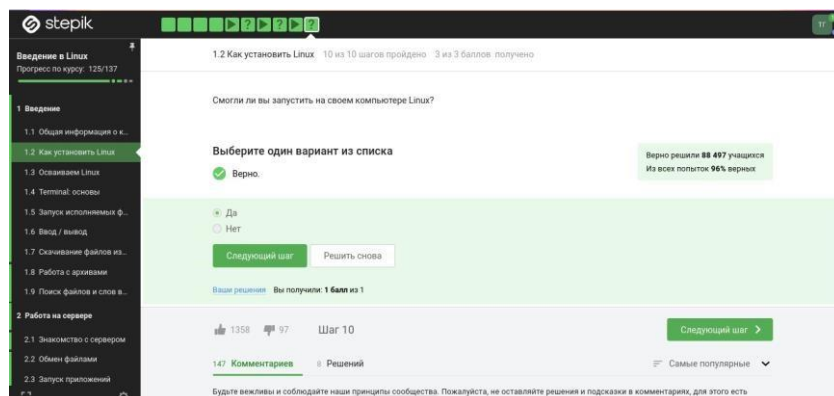 stepik
Введение в Linux
Прогресс по курсу: 125/137
1 Введение
1.1 Общая информация о к...
1.2 Как установить Linux
1.3 Осваиваем Linux
1.4 Terminal: основы
1.5 Запуск исполняемых ф...
1.6 Ввод / вывод
1.7 Скачивание файлов из...
1.8 Работа с архивами
1.9 Поиск файлов и слов в...
2 Работа на сервере
2.1 Знакомство с сервером
2.2 Обмен файлами
2.3 Запуск приложений
1.2 Как установить Linux 10 из 10 шагов пройдено 3 из 3 баллов получено
Смогли ли вы запустить на своем компьютере Linux?
Выберите один вариант из списка
Верно.
Верно решили 88 497 учащихся
Из всех попыток 96% верных
Да
Нет
Следующий шаг Решить снова
Ваши решения Вы получили: 1 балл из 1
1358 97 Шаг 10 Следующий шаг
147 Комментариев 8 Решений Самые популярные
Будьте вежливы и соблюдайте наши принципы сообщества. Пожалуйста, не оставляйте решения и подсказки в комментариях, для этого есть